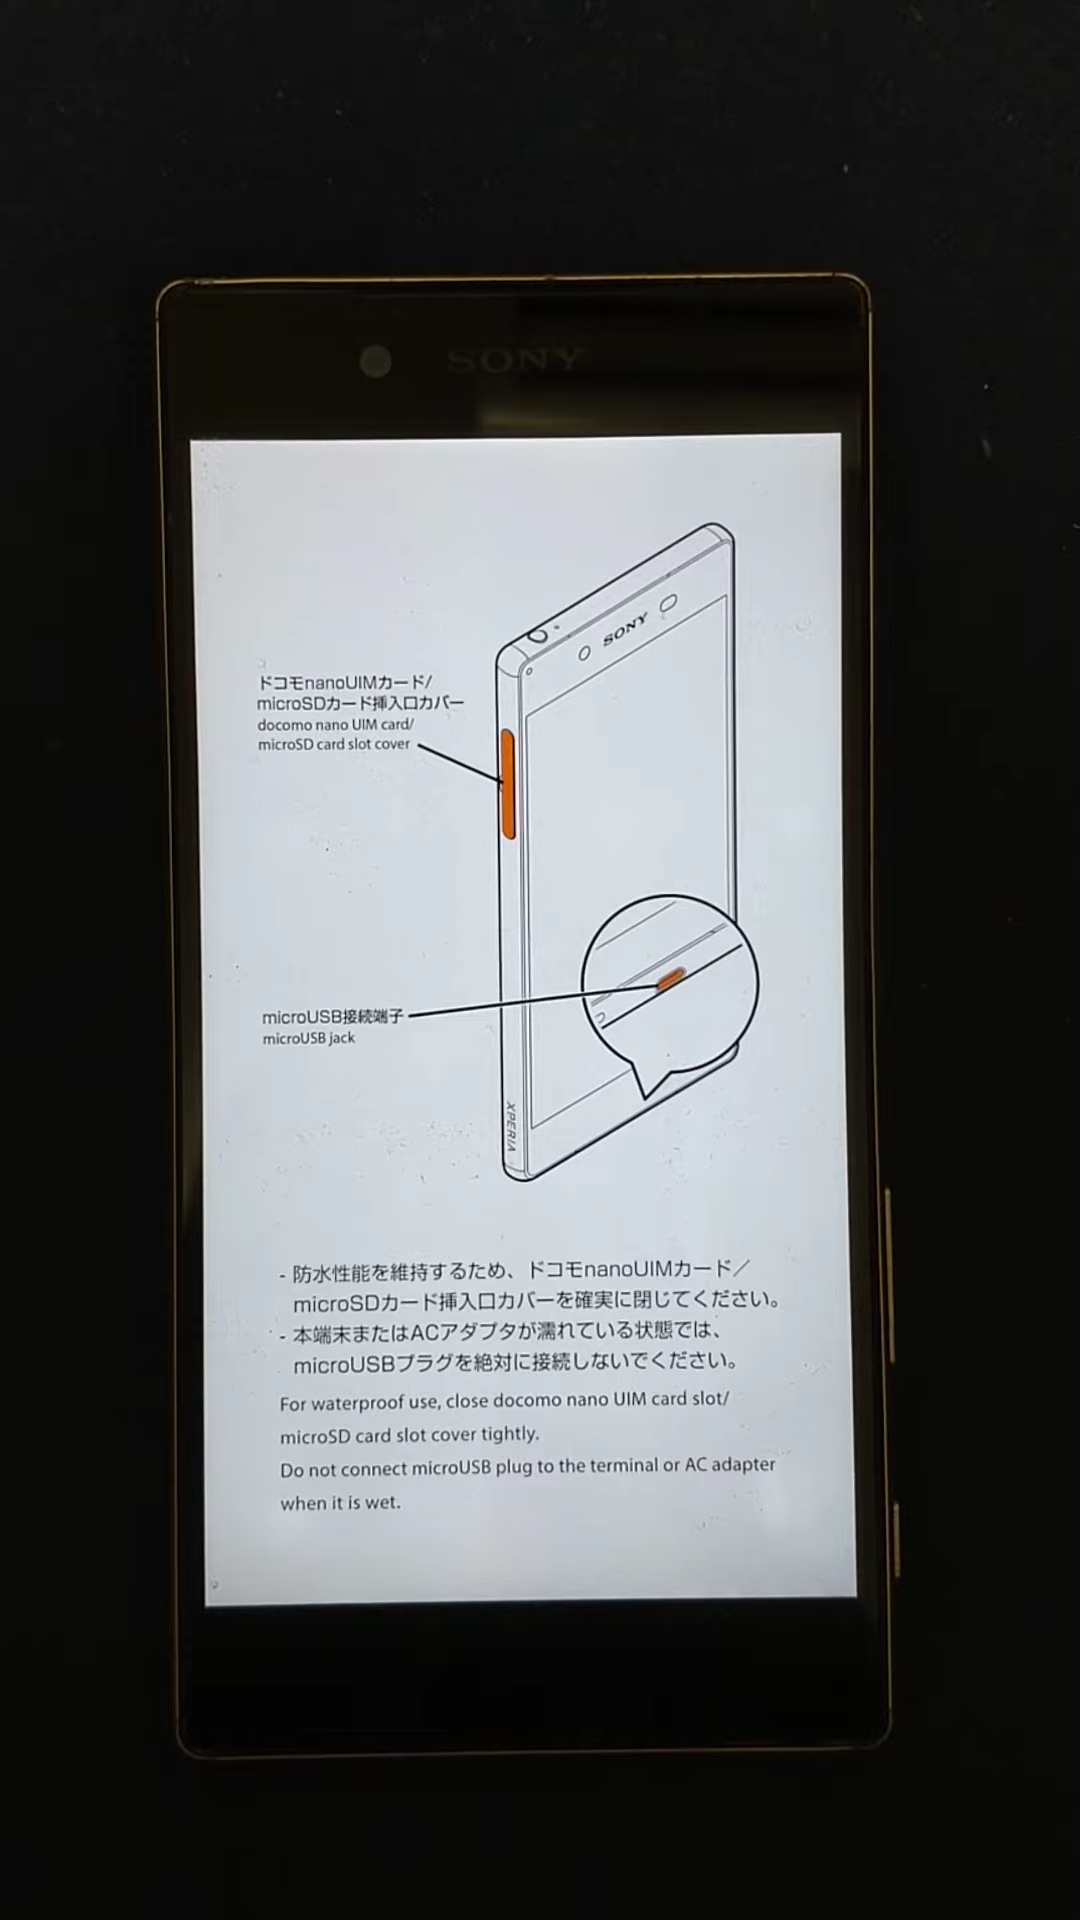 SONY
SONY
ドコモnanoUIMカード/
microSDカード挿入口カバー
docomo nano UIM card/
microSD card slot cover
microUSB接続端子
microUSB jack
XPERIA
- 防水性能を維持するため、ドコモnanoUIMカード／
microSDカード挿入口カバーを確実に閉じてください。
- 本端末またはACアダプタが濡れている状態では、
microUSBプラグを絶対に接続しないでください。
For waterproof use, close docomo nano UIM card slot/
microSD card slot cover tightly.
Do not connect microUSB plug to the terminal or AC adapter
when it is wet.